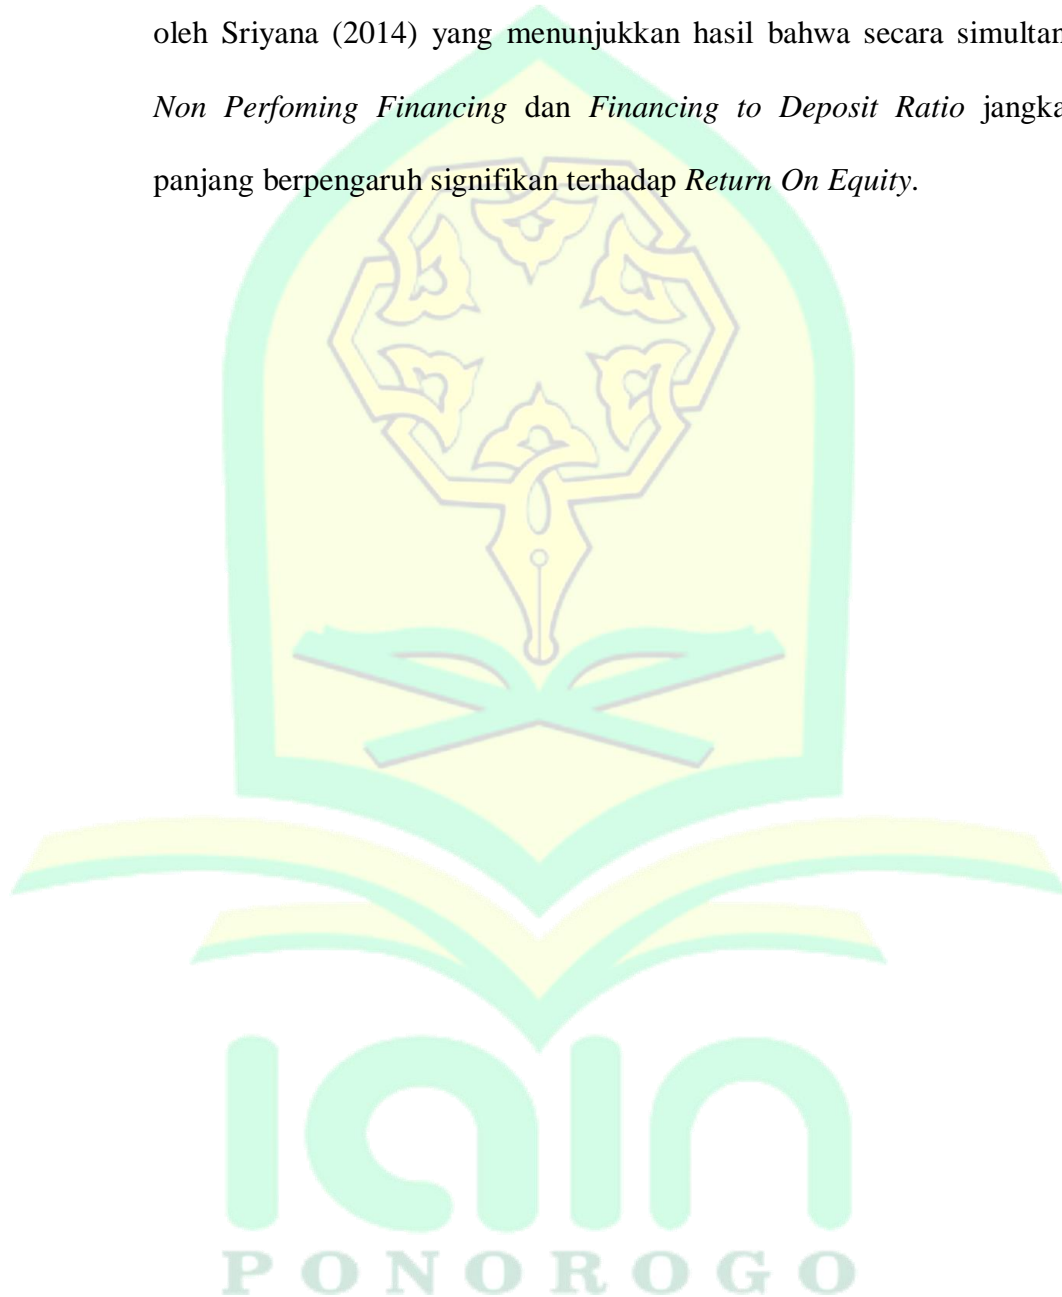 oleh Sriyana (2014) yang menunjukkan hasil bahwa secara simultan
Non Perfoming Financing dan Financing to Deposit Ratio jangka
panjang berpengaruh signifikan terhadap Return On Equity.
iain
PONOROGO